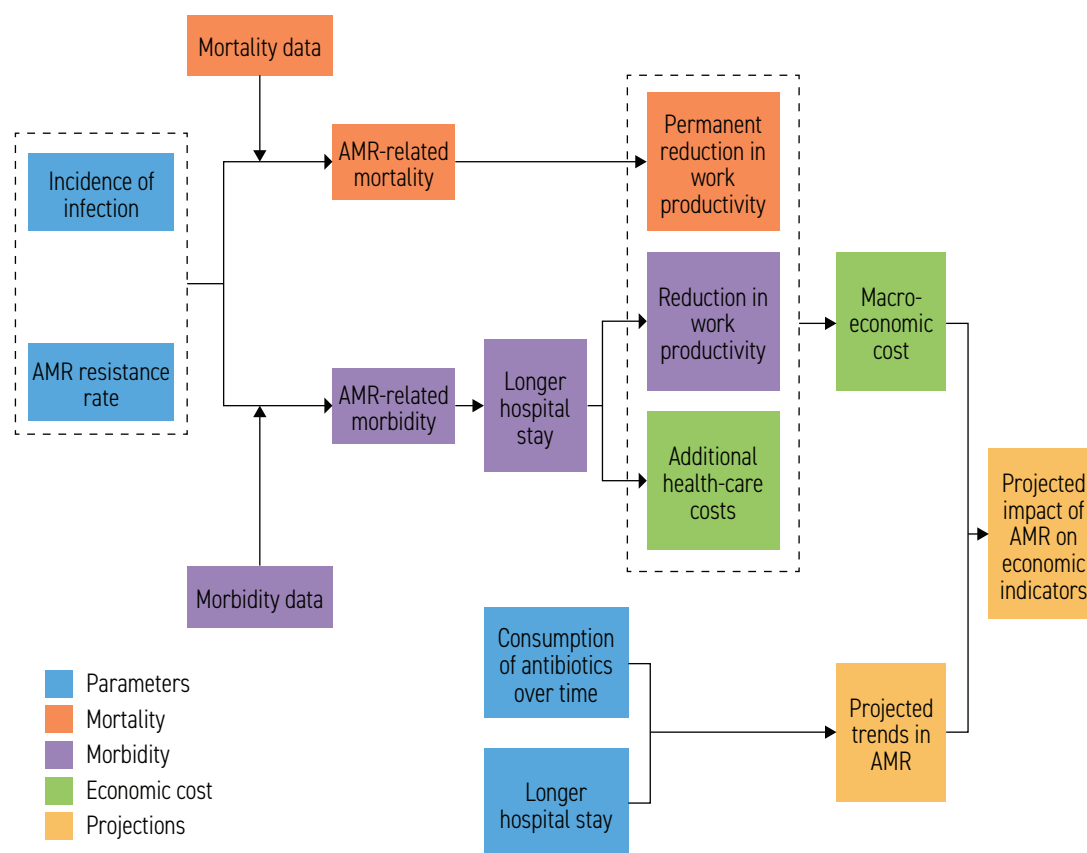 Mortality data
Incidence of
infection
AMR resistance
rate
AMR-related
mortality
Permanent
reduction in
work
productivity
AMR-related
morbidity
Longer
hospital
stay
Reduction in
work
productivity
Additional
health-care
costs
Macro-
economic
cost
Projected
impact of
AMR on
economic
indicators
Morbidity data
Consumption
of antibiotics
over time
Longer
hospital stay
Projected
trends in
AMR
Parameters
Mortality
Morbidity
Economic cost
Projections